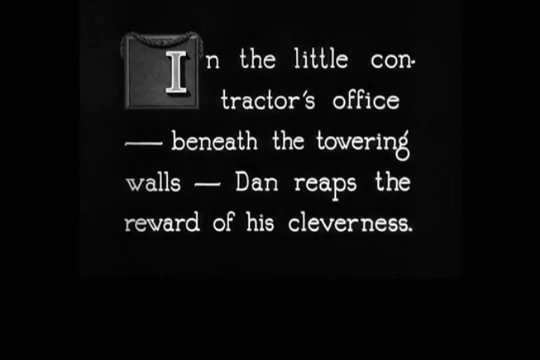 In the little con-
tractor's office
— beneath the towering
walls — Dan reaps the
reward of his cleverness.